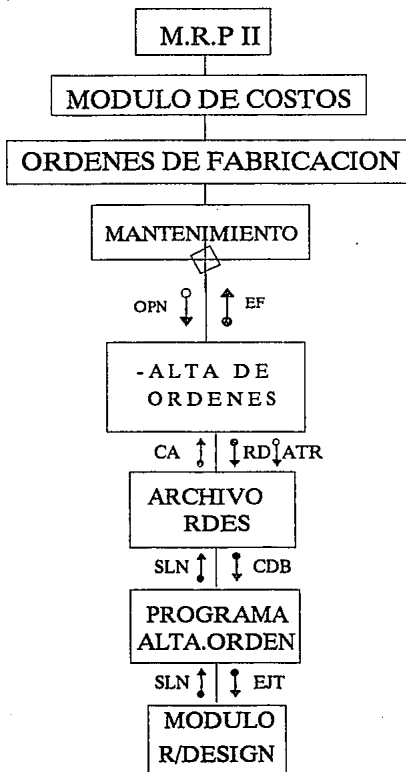 M.R.P II
MODULO DE COSTOS
ORDENES DE FABRICACION
MANTENIMIENTO
OPN EF
-ALTA DE
ORDENES
CA RD ATR
ARCHIVO
RDES
SLN CDB
PROGRAMA
ALTA.ORDEN
SLN EJT
MODULO
R/DESIGN